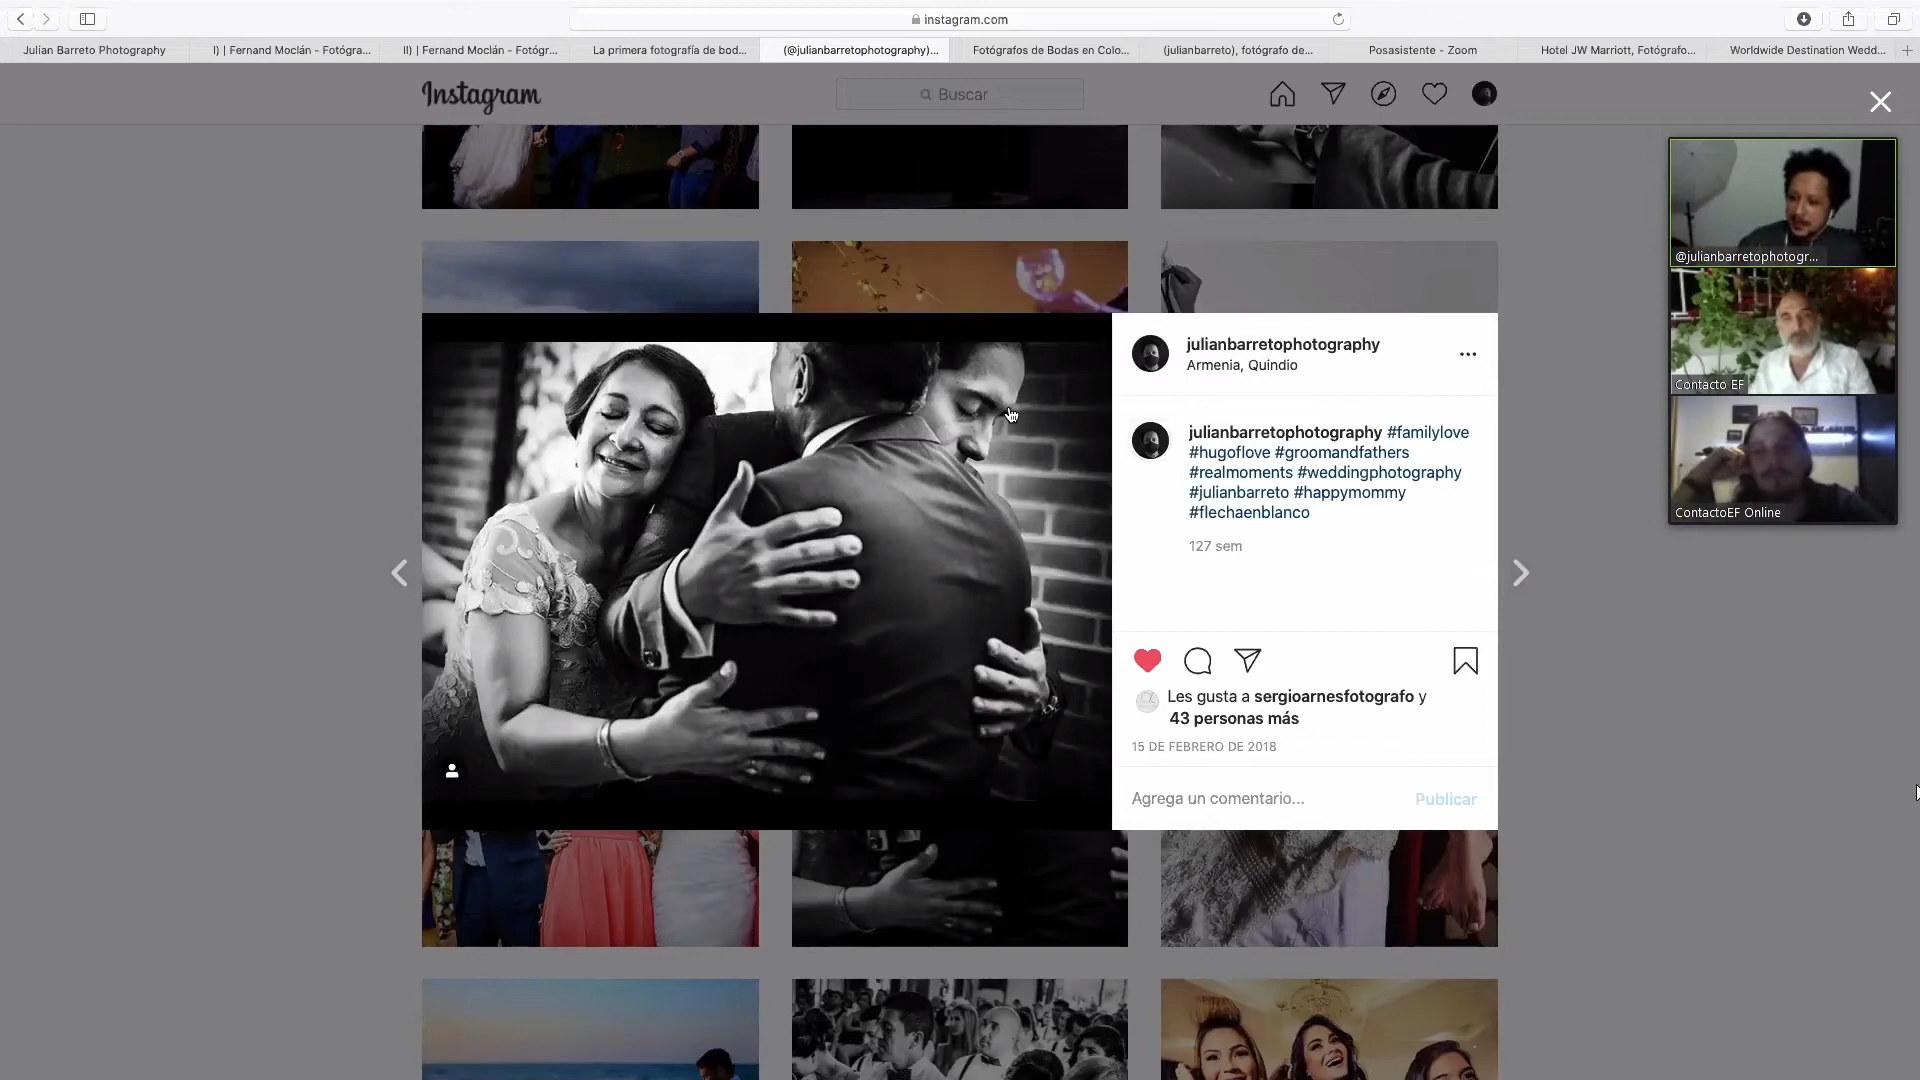 instagram.com
Julian Barreto Photography
I) | Fernand Moclán - Fotógra...
II) | Fernand Moclán - Fotógr...
La primera fotografía de bod...
(@julianbarretophotography)...
Fotógrafos de Bodas en Colo...
(julianbarreto), fotógrafo de...
Posasistente - Zoom
Hotel JW Marriott, Fotógrafo...
Worldwide Destination Wedd...
Instagram
Buscar
@julianbarretophotogr...
Contacto EF
ContactoEF Online
julianbarretophotography
Armenia, Quindio
julianbarretophotography #familylove
#hugoflove #groomandfathers
#realmoments #weddingphotography
#julianbarreto #happymommy
#flechaenblanco
127 sem
Les gusta a sergioarnesfotografo y
43 personas más
15 DE FEBRERO DE 2018
Agrega un comentario...
Publicar